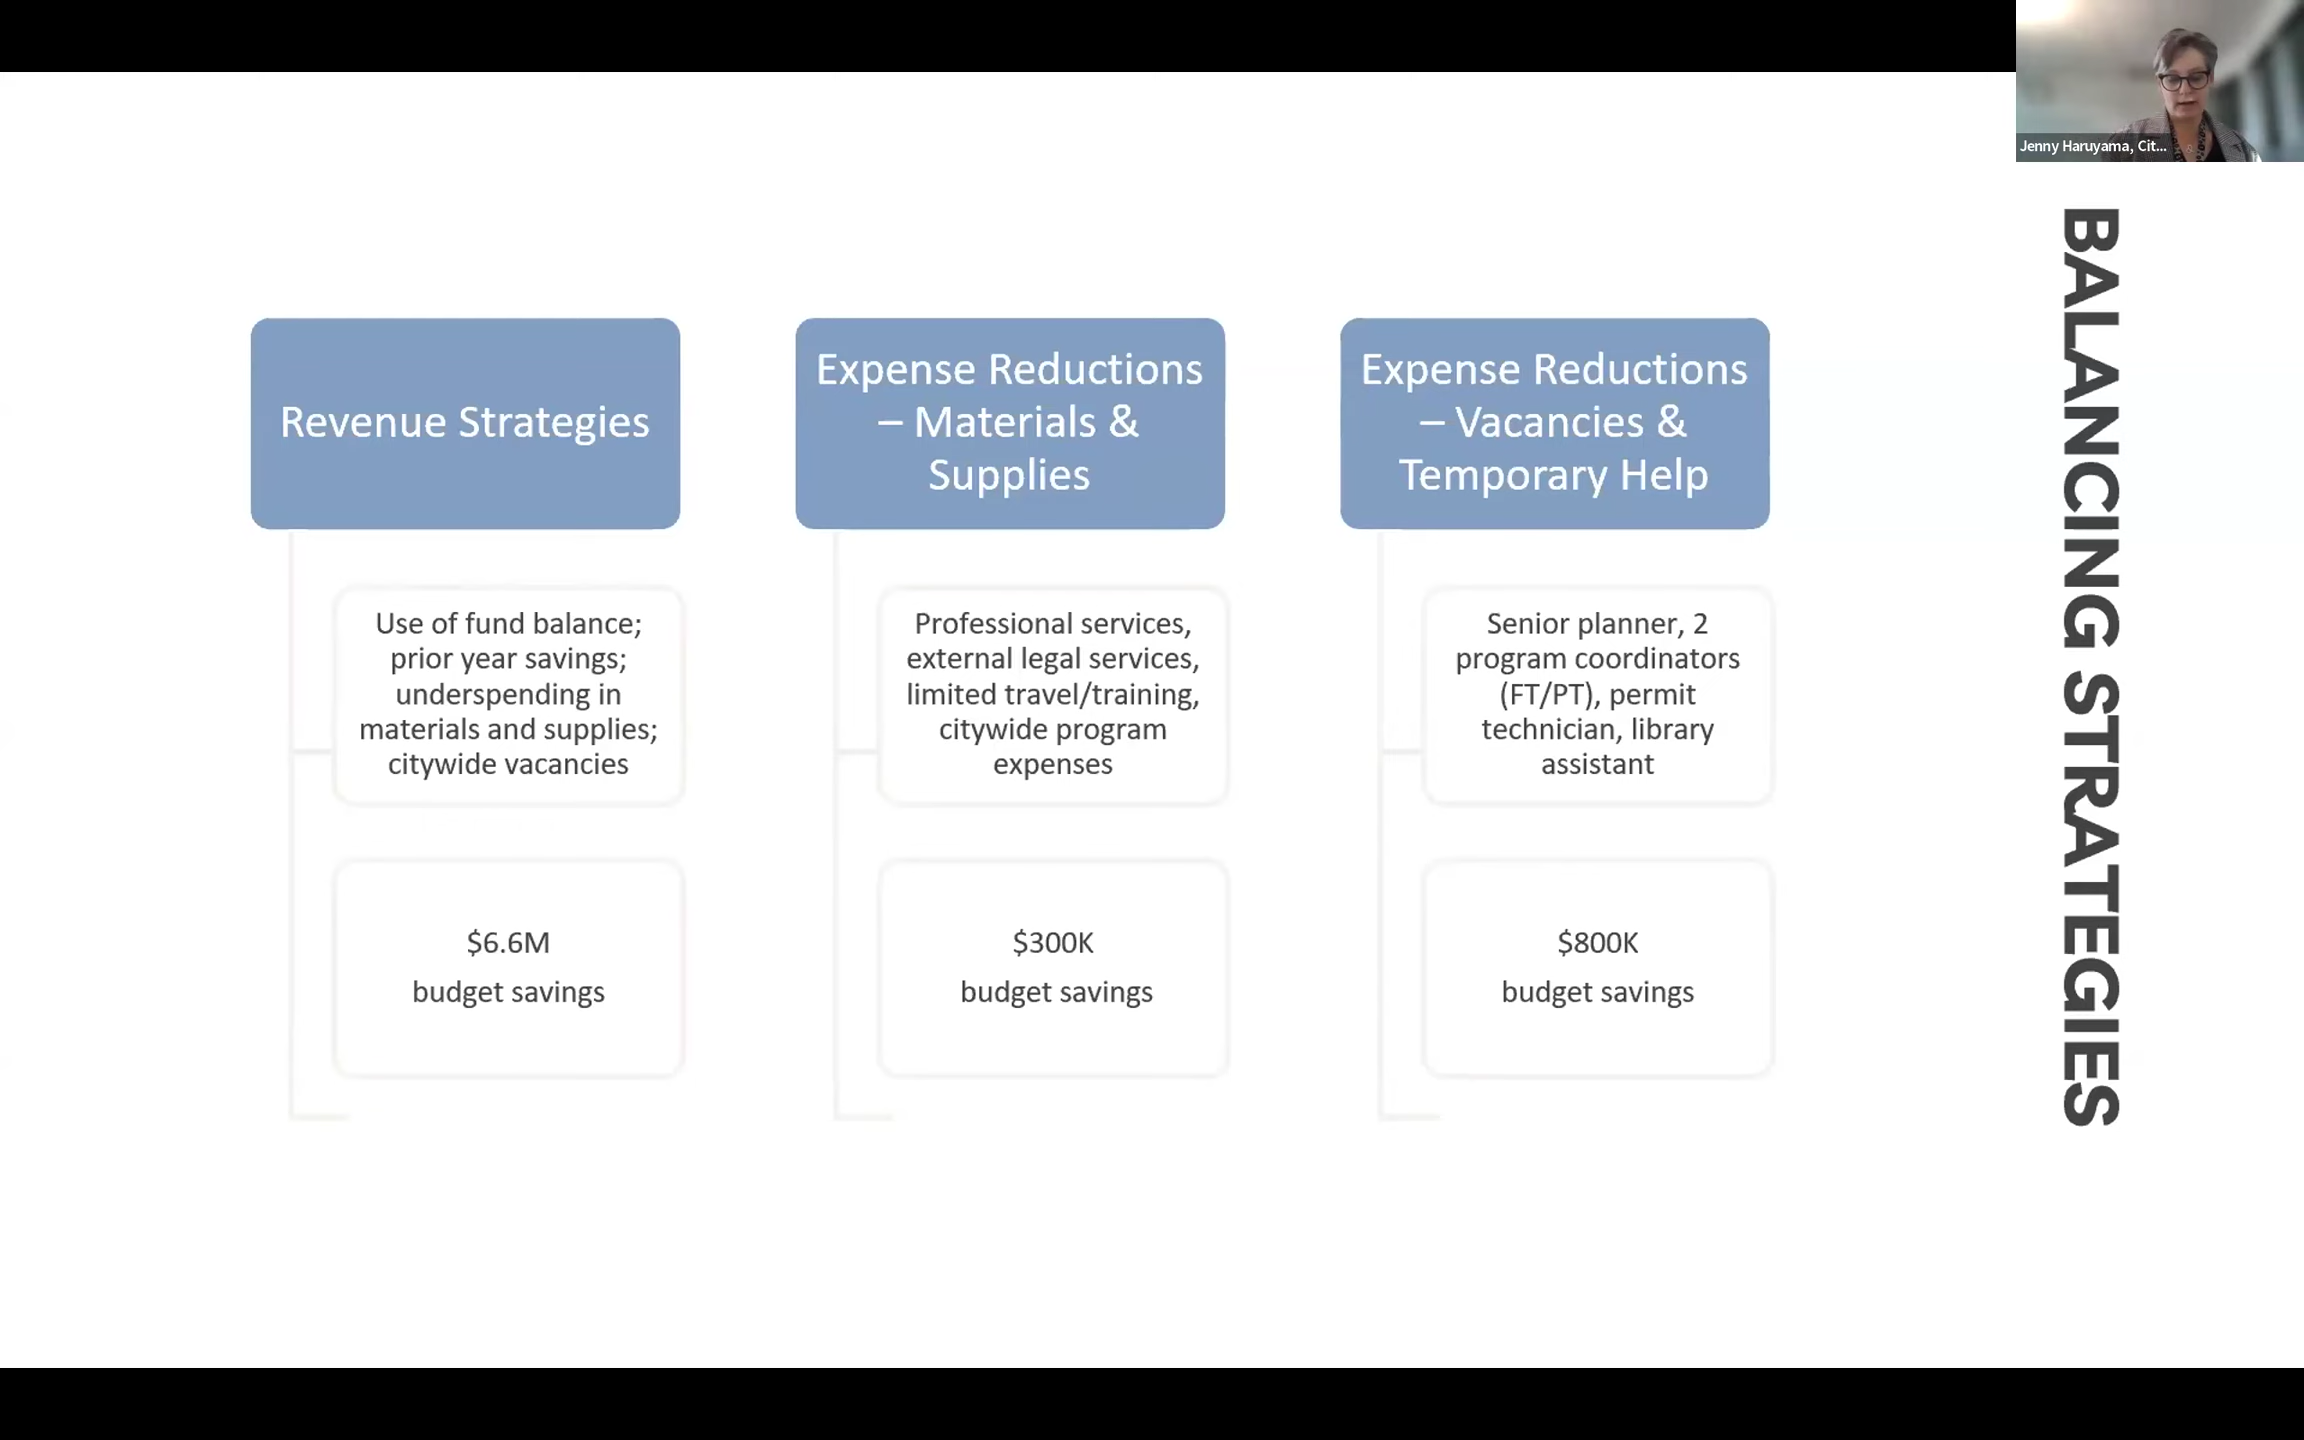 Jenny Haruyama, Cit...
BALANCING STRATEGIES
Revenue Strategies
Use of fund balance;
prior year savings;
underspending in
materials and supplies;
citywide vacancies
$6.6M
budget savings
Expense Reductions
– Materials &
Supplies
Professional services,
external legal services,
limited travel/training,
citywide program
expenses
$300K
budget savings
Expense Reductions
– Vacancies &
Temporary Help
Senior planner, 2
program coordinators
(FT/PT), permit
technician, library
assistant
$800K
budget savings